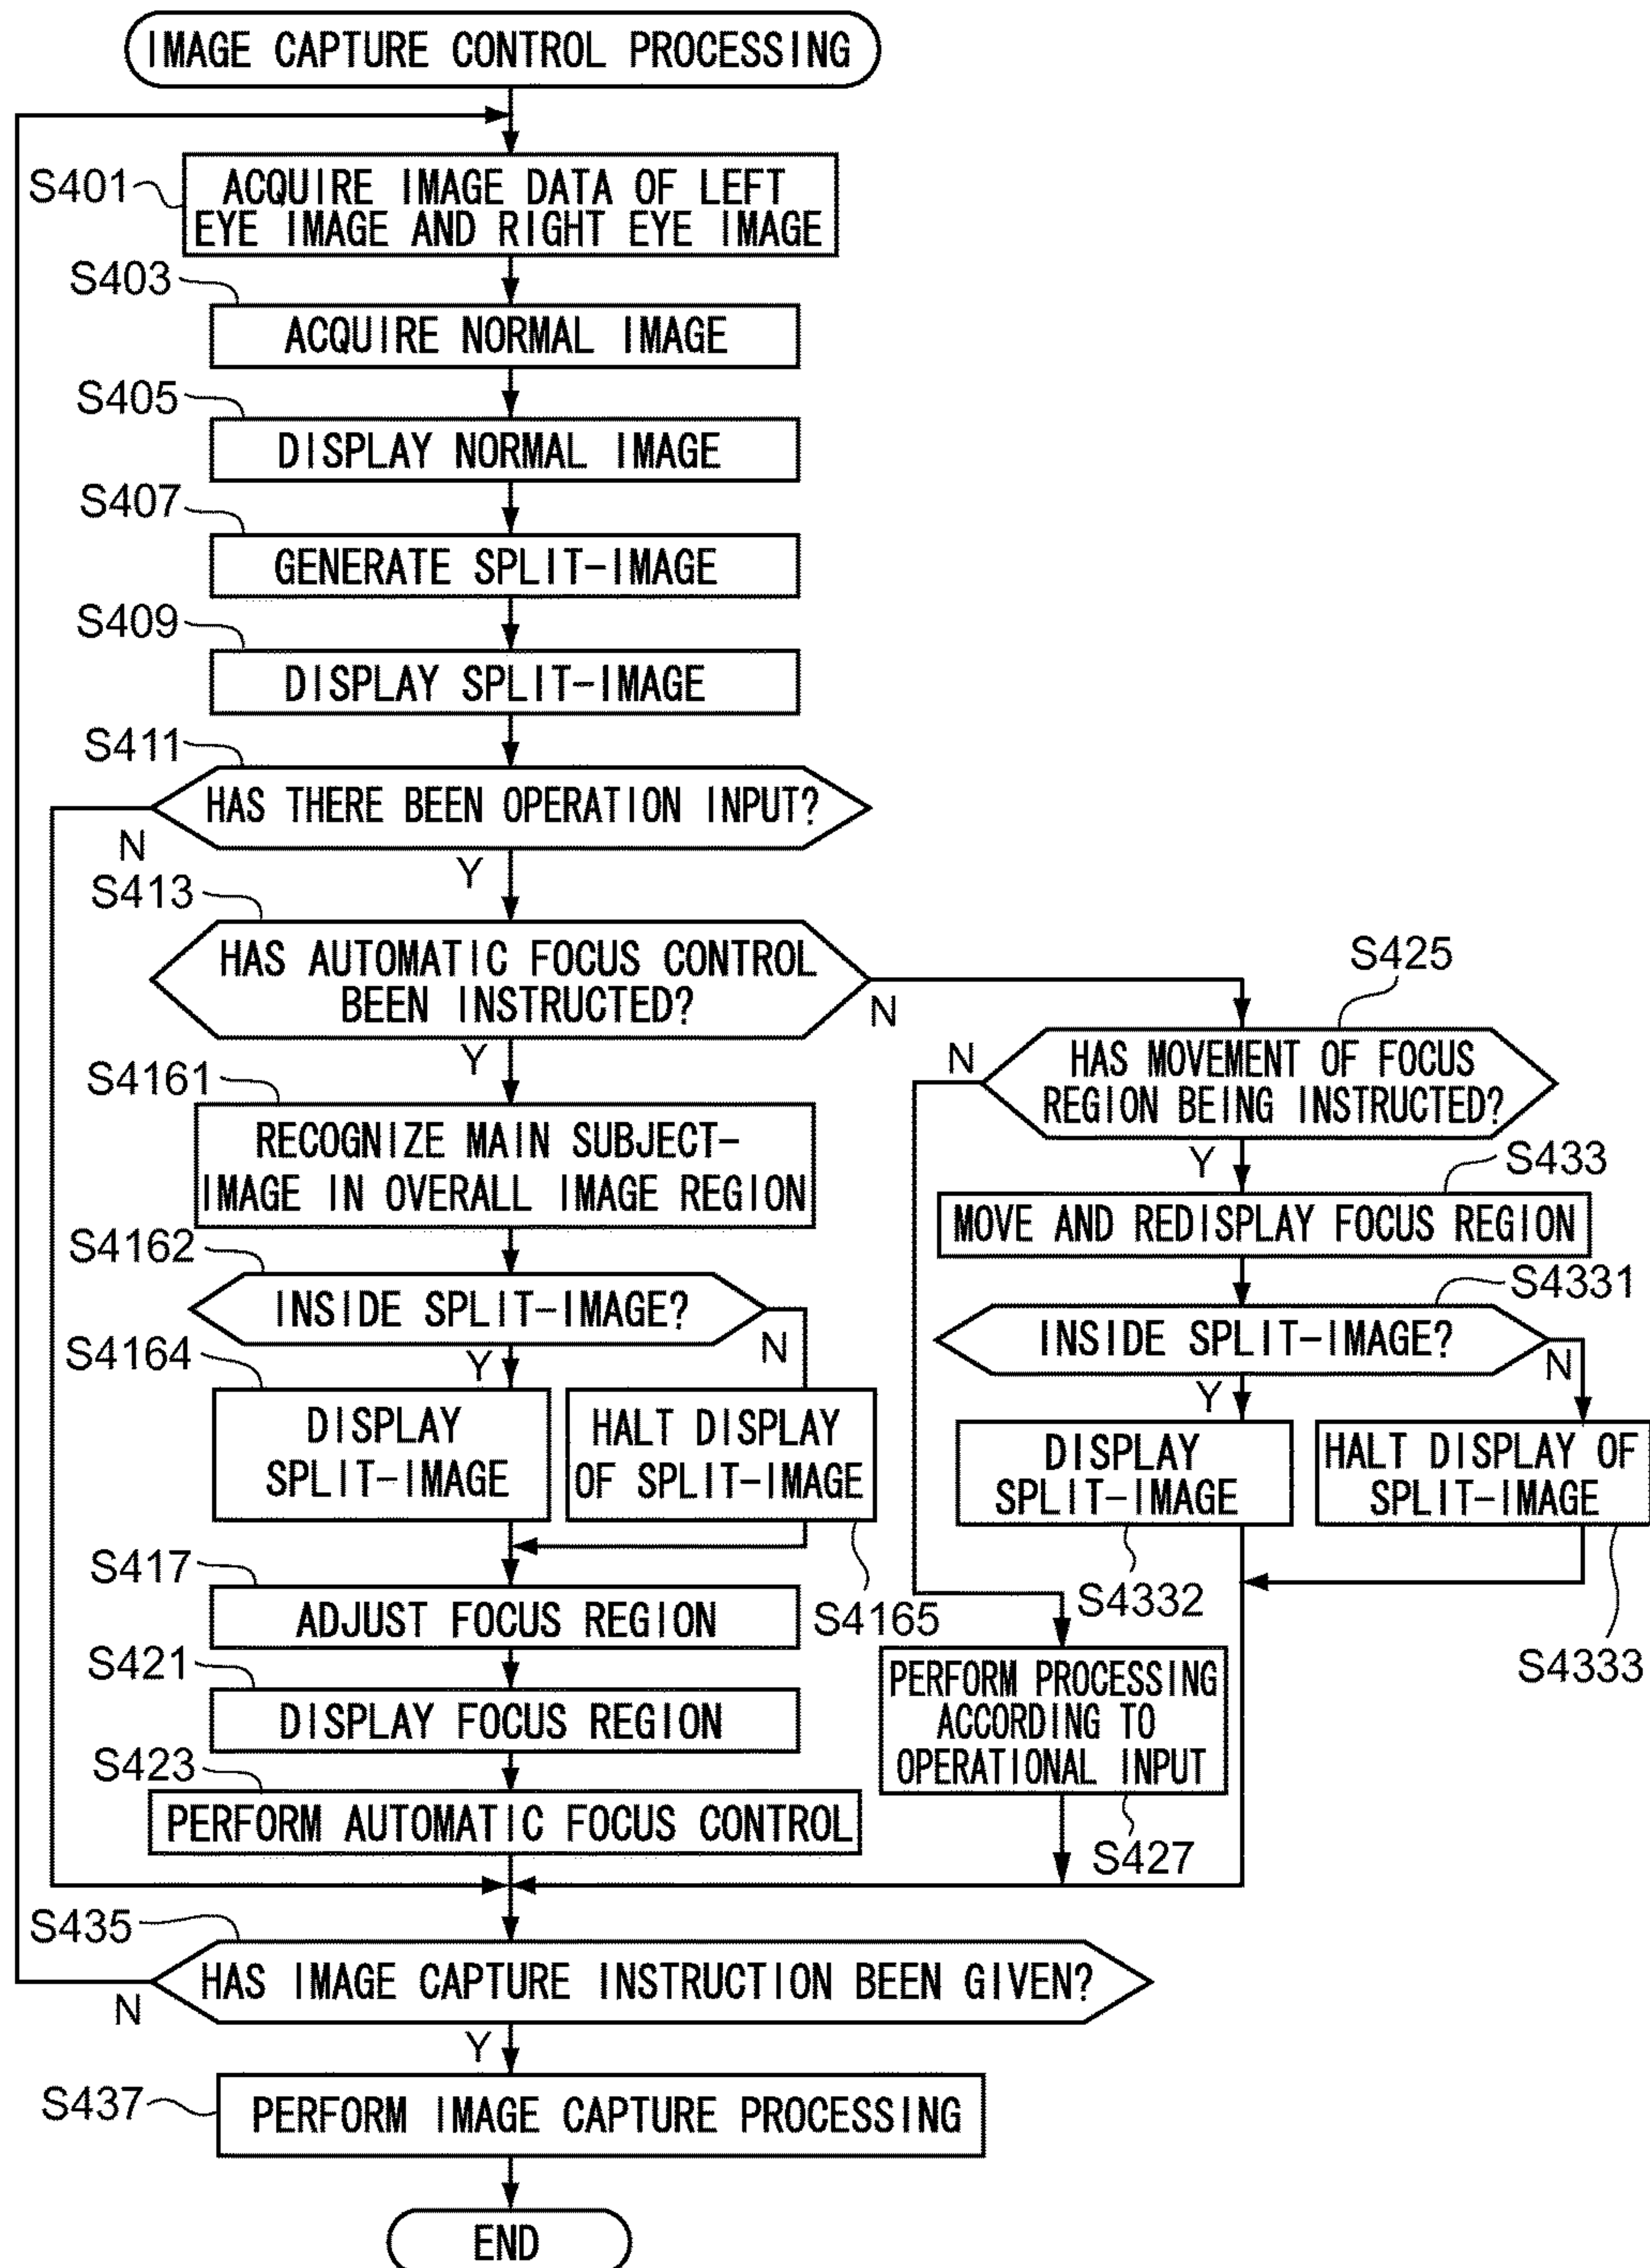 IMAGE CAPTURE CONTROL PROCESSING
S401
ACQUIRE IMAGE DATA OF LEFT
EYE IMAGE AND RIGHT EYE IMAGE
S403
ACQUIRE NORMAL IMAGE
S405
DISPLAY NORMAL IMAGE
S407
GENERATE SPLIT-IMAGE
S409
DISPLAY SPLIT-IMAGE
S411
HAS THERE BEEN OPERATION INPUT?
N
Y
S413
HAS AUTOMATIC FOCUS CONTROL
BEEN INSTRUCTED?
N
Y
S4161
RECOGNIZE MAIN SUBJECT-
IMAGE IN OVERALL IMAGE REGION
S4162
INSIDE SPLIT-IMAGE?
N
Y
S4164
DISPLAY
SPLIT-IMAGE
HALT DISPLAY
OF SPLIT-IMAGE
S4165
S417
ADJUST FOCUS REGION
S421
DISPLAY FOCUS REGION
S423
PERFORM AUTOMATIC FOCUS CONTROL
S425
HAS MOVEMENT OF FOCUS
REGION BEING INSTRUCTED?
N
Y
S433
MOVE AND REDISPLAY FOCUS REGION
S4331
INSIDE SPLIT-IMAGE?
N
Y
DISPLAY
SPLIT-IMAGE
S4332
HALT DISPLAY OF
SPLIT-IMAGE
S4333
PERFORM PROCESSING
ACCORDING TO
OPERATIONAL INPUT
S427
S435
HAS IMAGE CAPTURE INSTRUCTION BEEN GIVEN?
N
Y
S437
PERFORM IMAGE CAPTURE PROCESSING
END